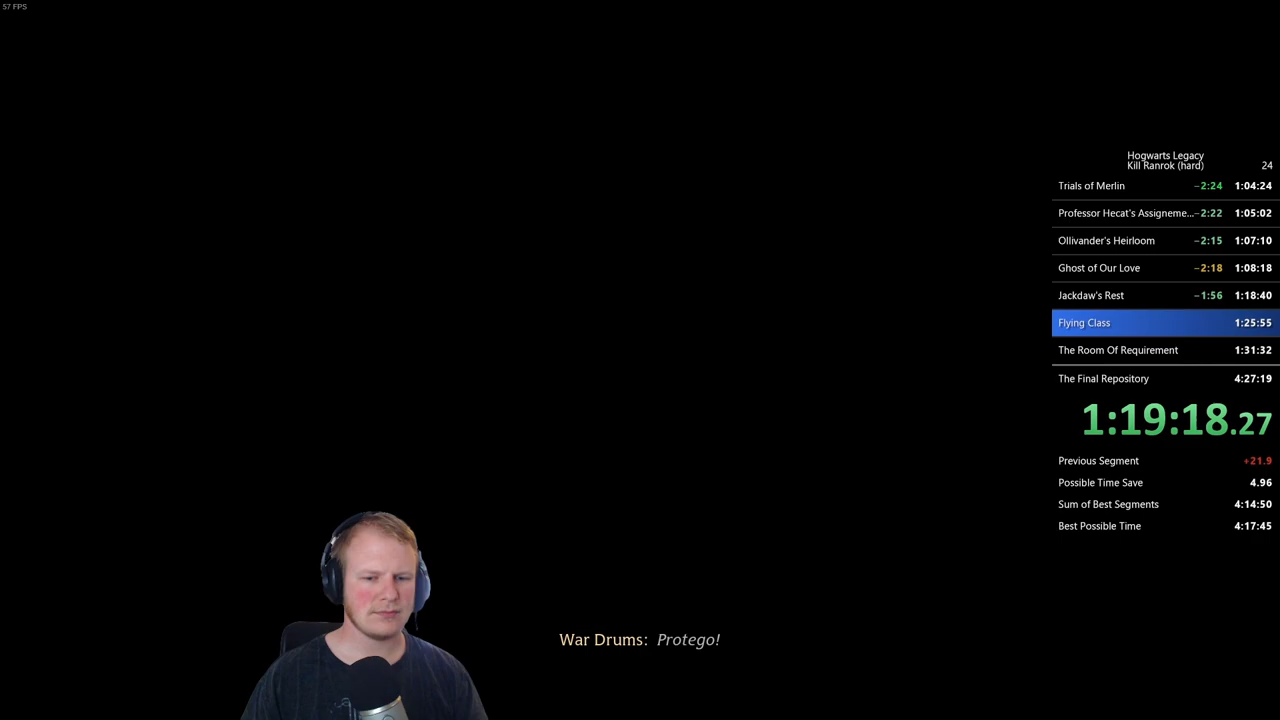 57 FPS
Hogwarts Legacy
Kill Ranrok (hard) 24
Trials of Merlin −2:24 1:04:24
Professor Hecat's Assigneme... −2:22 1:05:02
Ollivander's Heirloom −2:15 1:07:10
Ghost of Our Love −2:18 1:08:18
Jackdaw's Rest −1:56 1:18:40
Flying Class 1:25:55
The Room Of Requirement 1:31:32
The Final Repository 4:27:19
1:19:18.27
Previous Segment +21.9
Possible Time Save 4.96
Sum of Best Segments 4:14:50
Best Possible Time 4:17:45
War Drums: Protego!